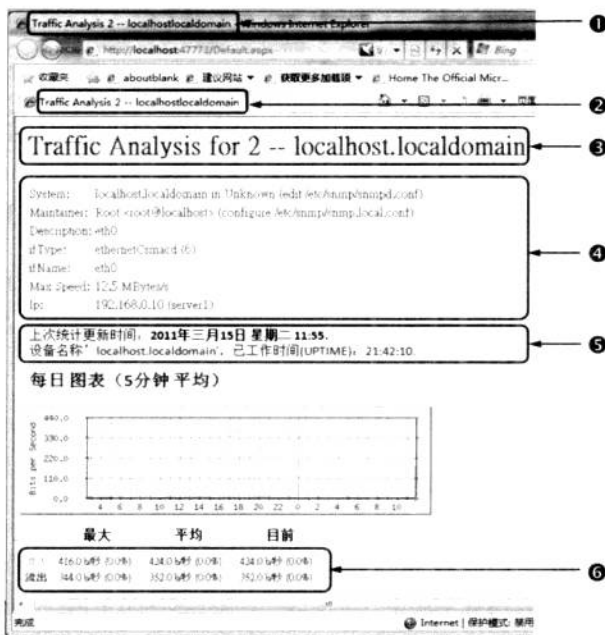 Traffic Analysis 2 -- localhostlocaldomain - Windows Internet Explorer
❶
http://localhost:47773/Default.aspx
Bing
收藏夹 aboutblank 建议网站 获取更多加载项 Home The Official Micr...
Traffic Analysis 2 -- localhostlocaldomain
页面
❷
Traffic Analysis for 2 -- localhost.localdomain
❸
System: localhost.localdomain in Unknown (edit /etc/snmp/snmpd.conf)
Maintainer: Root <root@localhost> (configure /etc/snmp/snmp.local.conf)
Description: eth0
ifType: ethernetCsmacd (6)
ifName: eth0
Max Speed: 12.5 MBytes/s
Ip: 192.168.0.10 (server1)
❹
上次统计更新时间：2011年三月15日 星期二 11:55.
设备名称' localhost.localdomain'，已工作时间(UPTIME)：21:42:10.
❺
每日 图表（5分钟 平均）
Bits per Second
440.0
330.0
220.0
110.0
0.0
4 6 8 10 12 14 16 18 20 22 0 2 4 6 8 10
最大 平均 目前
416.0 b/秒 (0.0%) 424.0 b/秒 (0.0%) 424.0 b/秒 (0.0%)
流出 344.0 b/秒 (0.0%) 352.0 b/秒 (0.0%) 352.0 b/秒 (0.0%)
❻
完成
Internet | 保护模式: 禁用